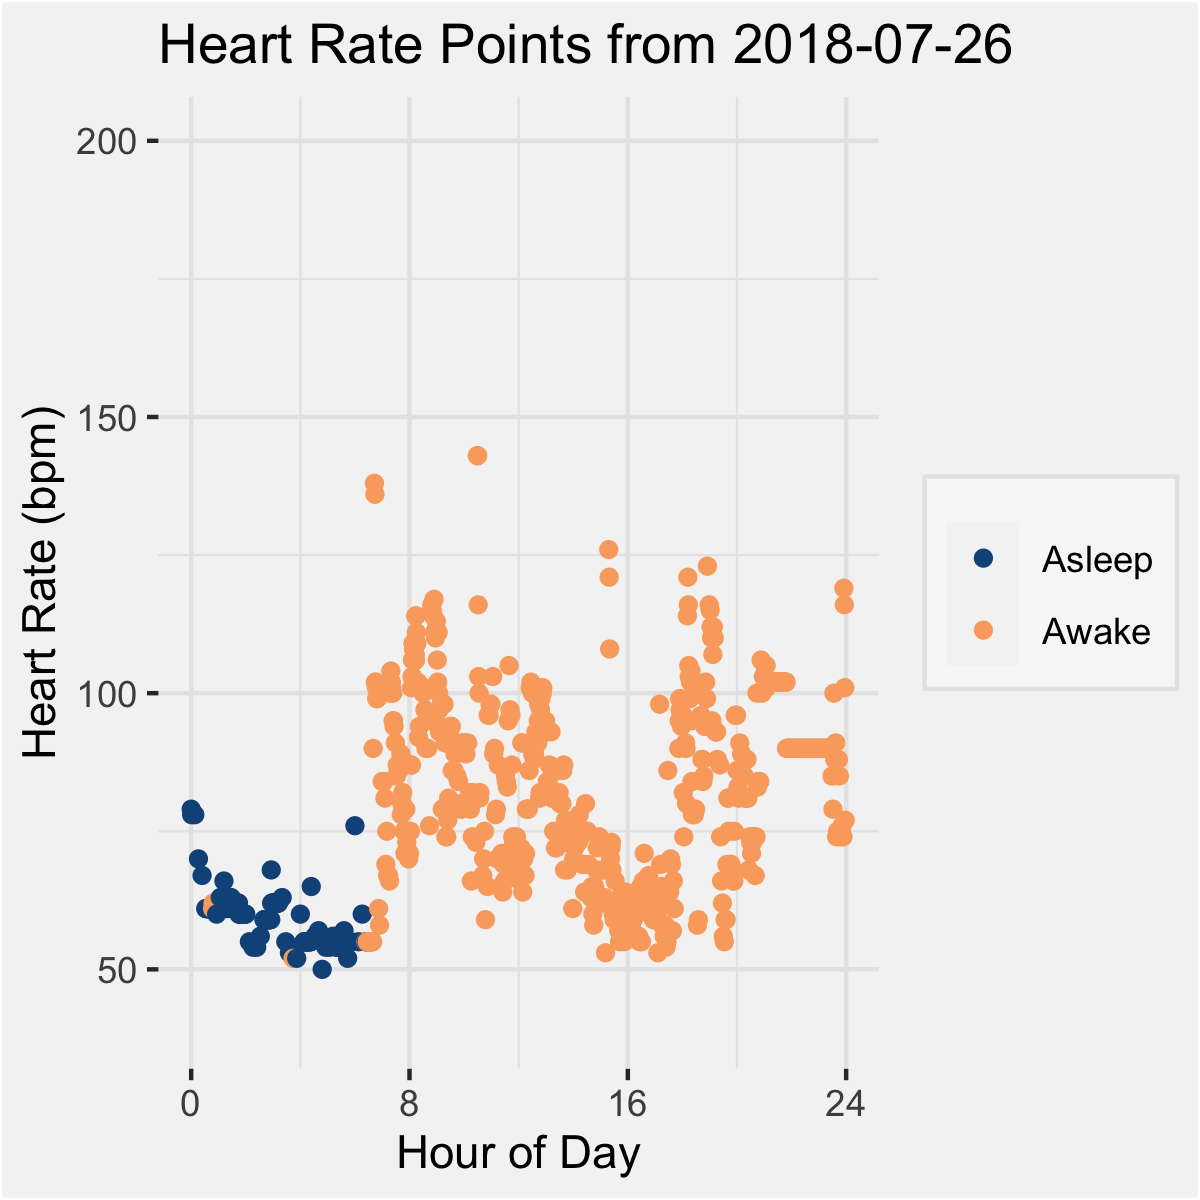 Heart Rate Points from 2018-07-26
200
150
100
50
Heart Rate (bpm)
0 8 16 24
Hour of Day
Asleep
Awake